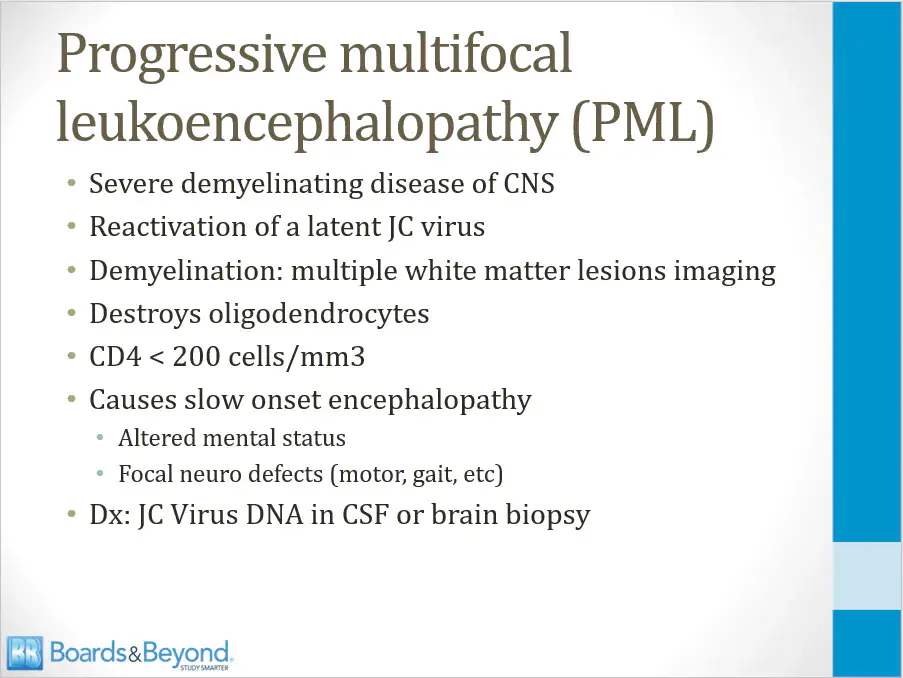 Progressive multifocal
leukoencephalopathy (PML)
• Severe demyelinating disease of CNS
• Reactivation of a latent JC virus
• Demyelination: multiple white matter lesions imaging
• Destroys oligodendrocytes
• CD4 < 200 cells/mm3
• Causes slow onset encephalopathy
• Altered mental status
• Focal neuro defects (motor, gait, etc)
• Dx: JC Virus DNA in CSF or brain biopsy
BB Boards&Beyond.
STUDY SMARTER